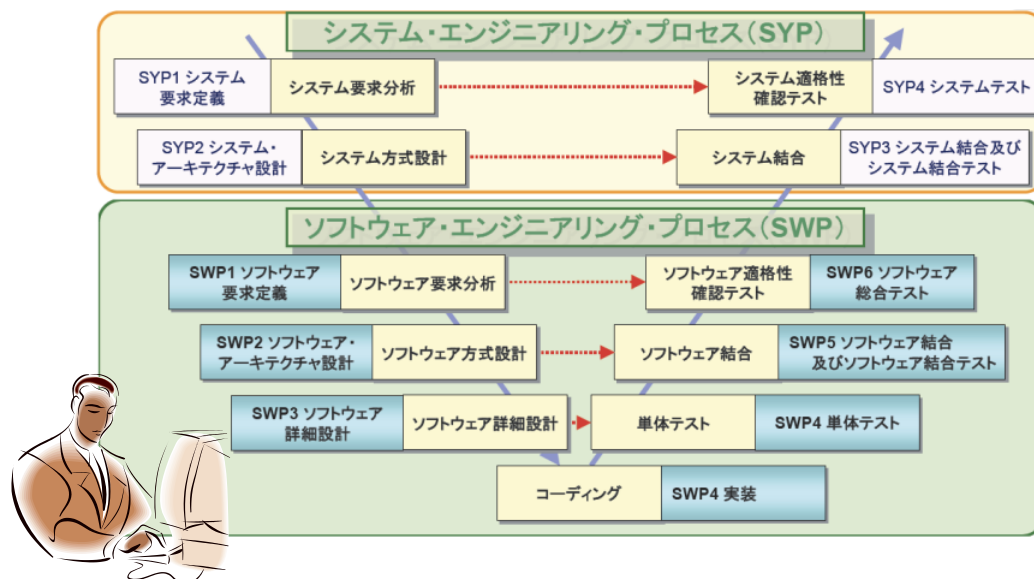 システム・エンジニアリング・プロセス（SYP）
SYP1 システム
要求定義
システム要求分析
システム適格性
確認テスト
SYP4 システムテスト
SYP2 システム・
アーキテクチャ設計
システム方式設計
システム結合
SYP3 システム結合及び
システム結合テスト
ソフトウェア・エンジニアリング・プロセス（SWP）
SWP1 ソフトウェア
要求定義
ソフトウェア要求分析
ソフトウェア適格性
確認テスト
SWP6 ソフトウェア
総合テスト
SWP2 ソフトウェア・
アーキテクチャ設計
ソフトウェア方式設計
ソフトウェア結合
SWP5 ソフトウェア結合
及びソフトウェア結合テスト
SWP3 ソフトウェア
詳細設計
ソフトウェア詳細設計
単体テスト
SWP4 単体テスト
コーディング
SWP4 実装